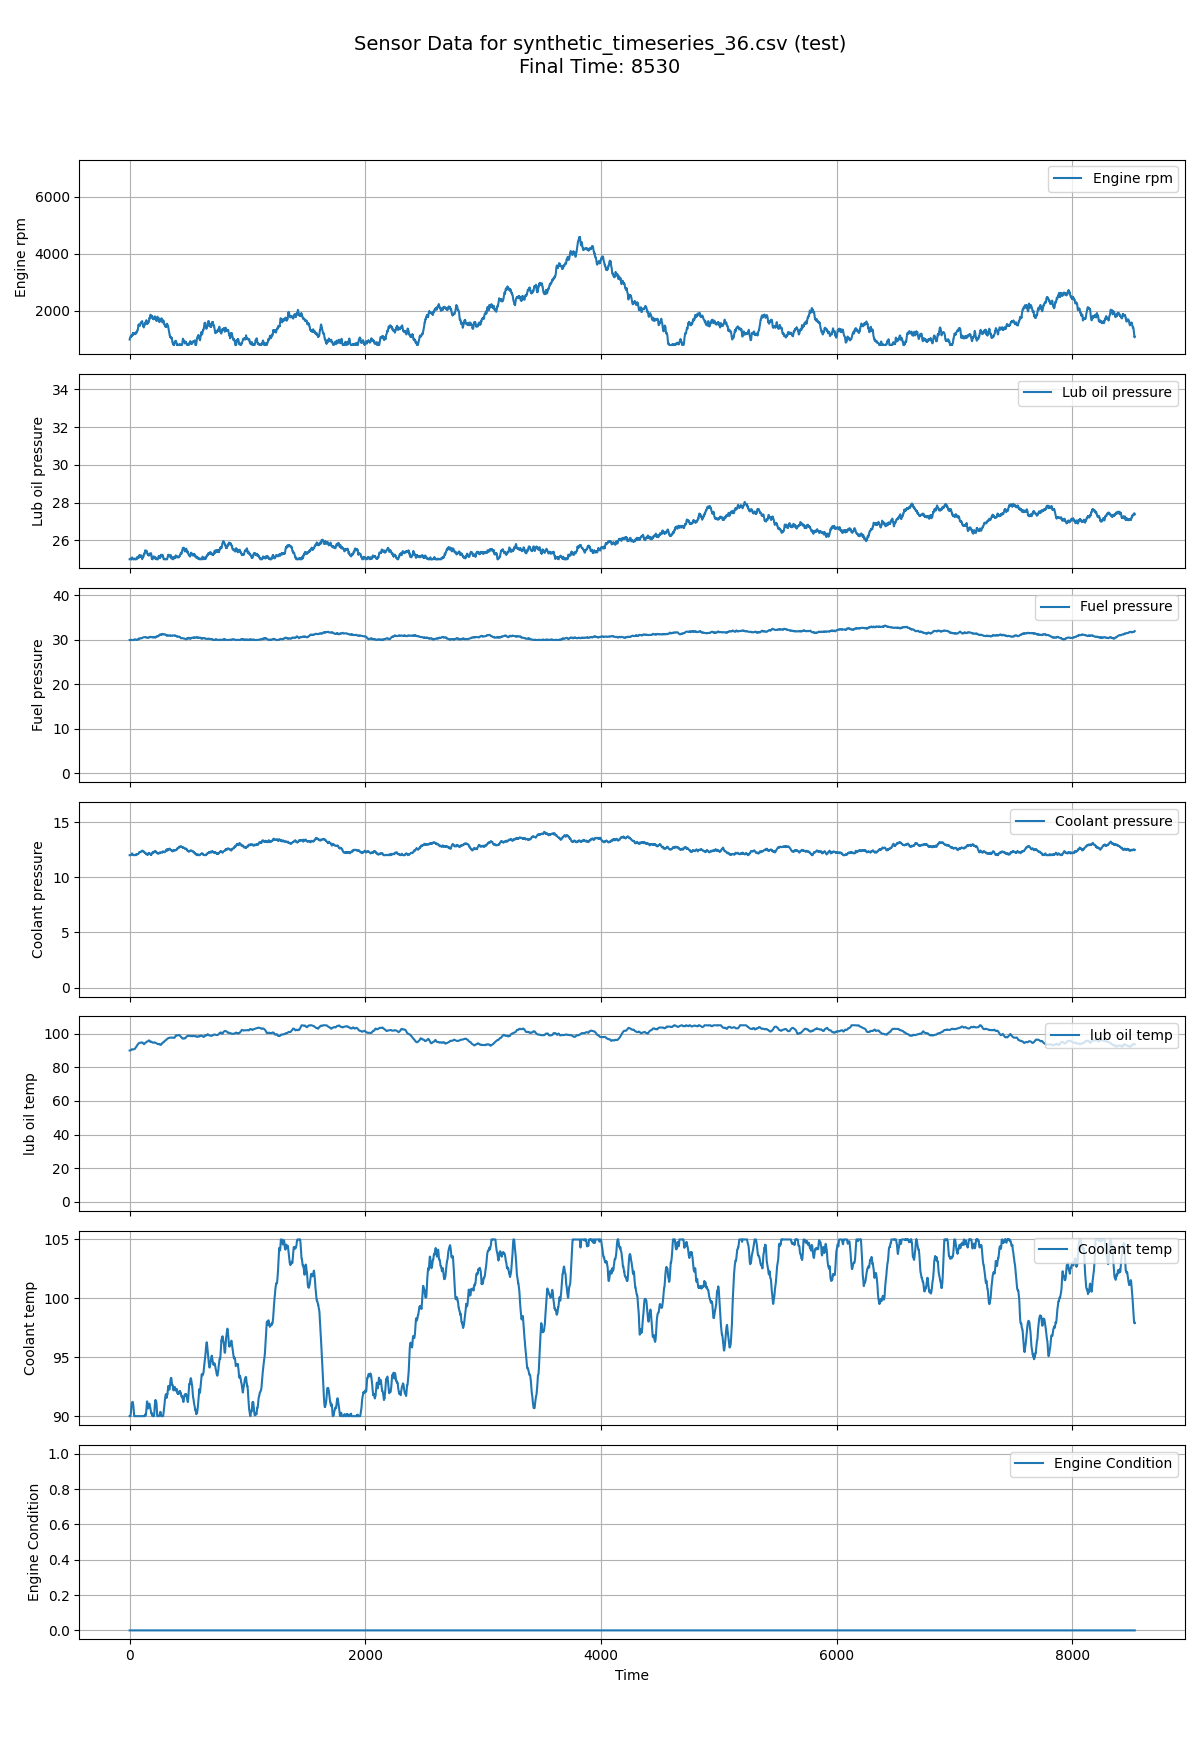 Sensor Data for synthetic_timeseries_36.csv (test)
Final Time: 8530
Engine rpm
6000
4000
2000
Engine rpm
Lub oil pressure
34
32
30
28
26
Lub oil pressure
Fuel pressure
40
30
20
10
0
Fuel pressure
Coolant pressure
15
10
5
0
Coolant pressure
lub oil temp
100
80
60
40
20
0
lub oil temp
Coolant temp
105
100
95
90
Coolant temp
Engine Condition
1.0
0.8
0.6
0.4
0.2
0.0
Engine Condition
0 2000 4000 6000 8000
Time